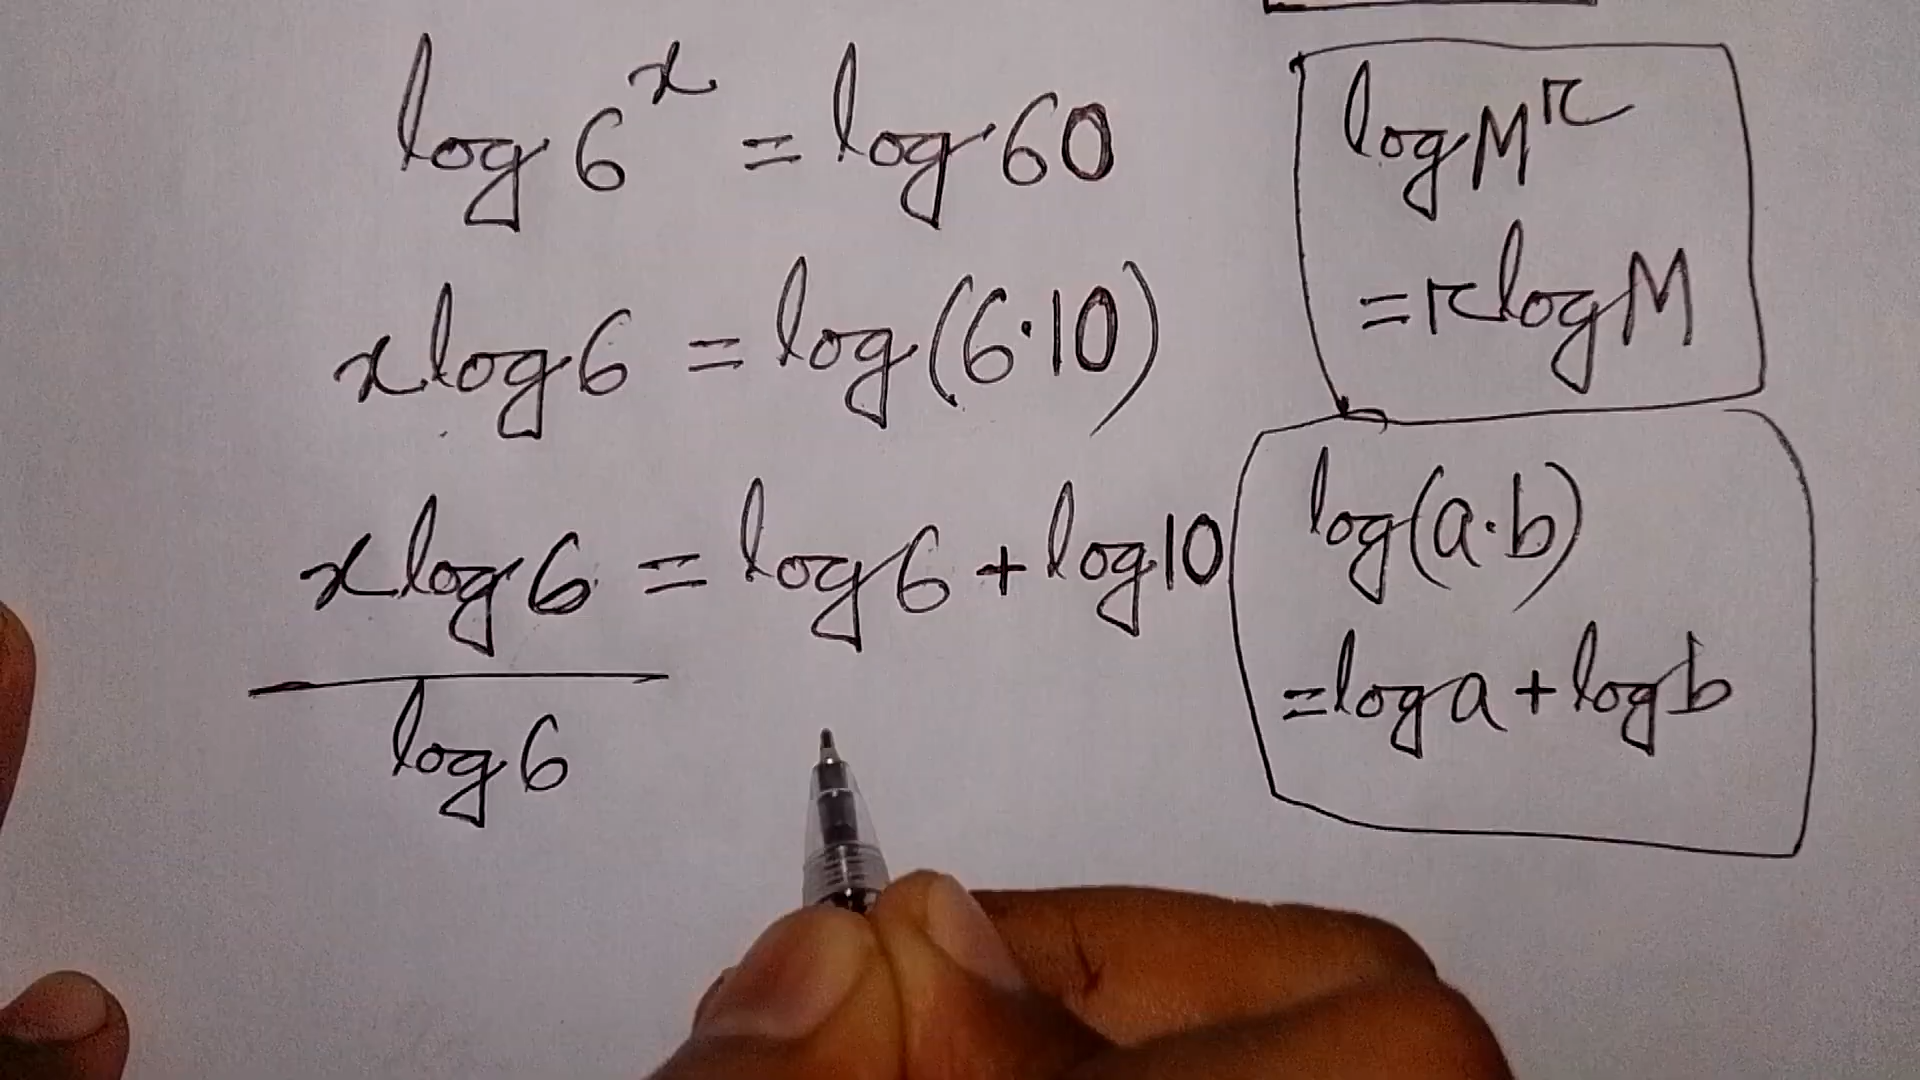 log 6^x = log 60
x log 6 = log (6·10)
x log 6 = log 6 + log 10
log 6
log M^r
= r log M
log (a·b)
= log a + log b